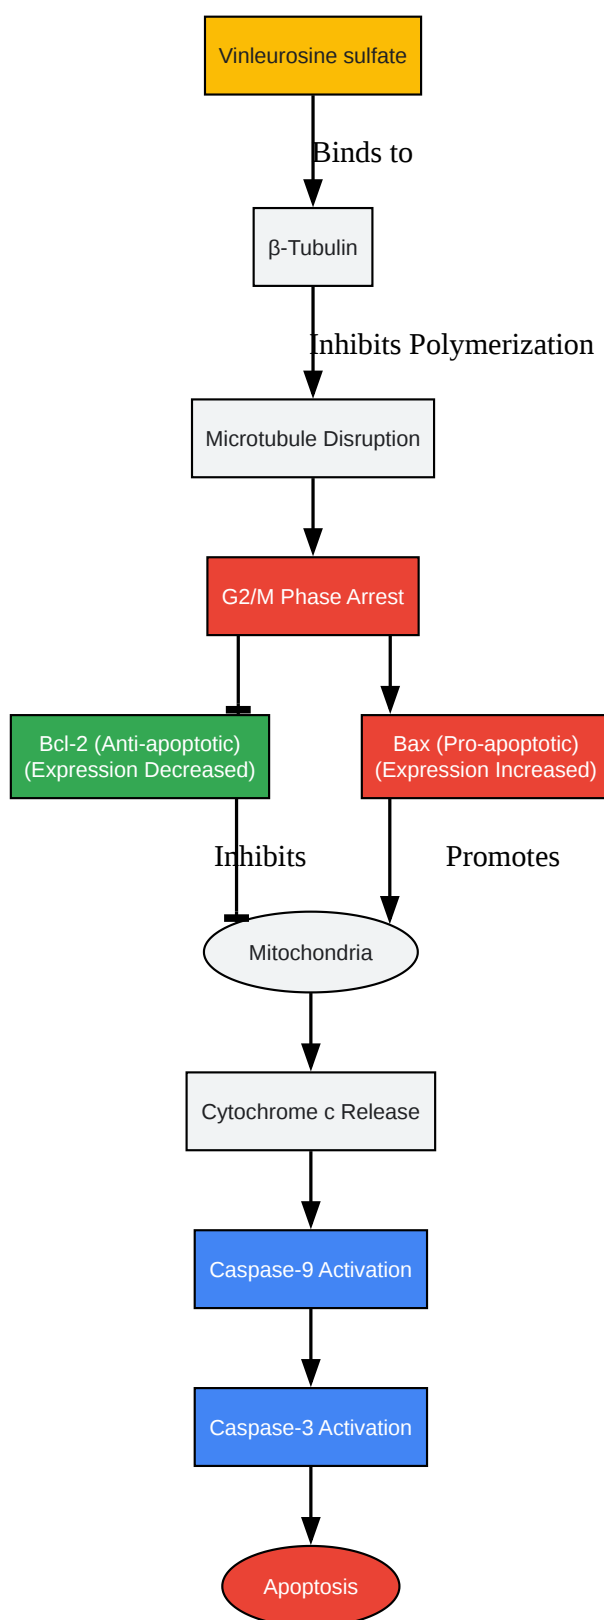 Vinleurosine sulfate
Binds to
β-Tubulin
Inhibits Polymerization
Microtubule Disruption
G2/M Phase Arrest
Bcl-2 (Anti-apoptotic)
(Expression Decreased)
Bax (Pro-apoptotic)
(Expression Increased)
Inhibits
Promotes
Mitochondria
Cytochrome c Release
Caspase-9 Activation
Caspase-3 Activation
Apoptosis